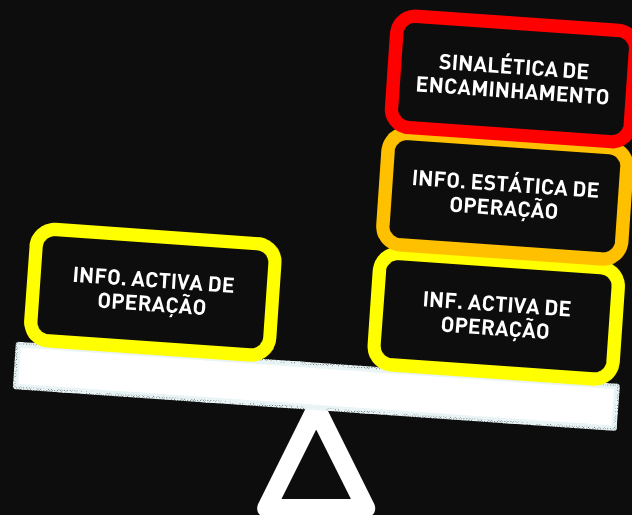 SINALÉTICA DE
ENCAMINHAMENTO
INFO. ESTÁTICA DE
OPERAÇÃO
INFO. ACTIVA DE
OPERAÇÃO
INF. ACTIVA DE
OPERAÇÃO